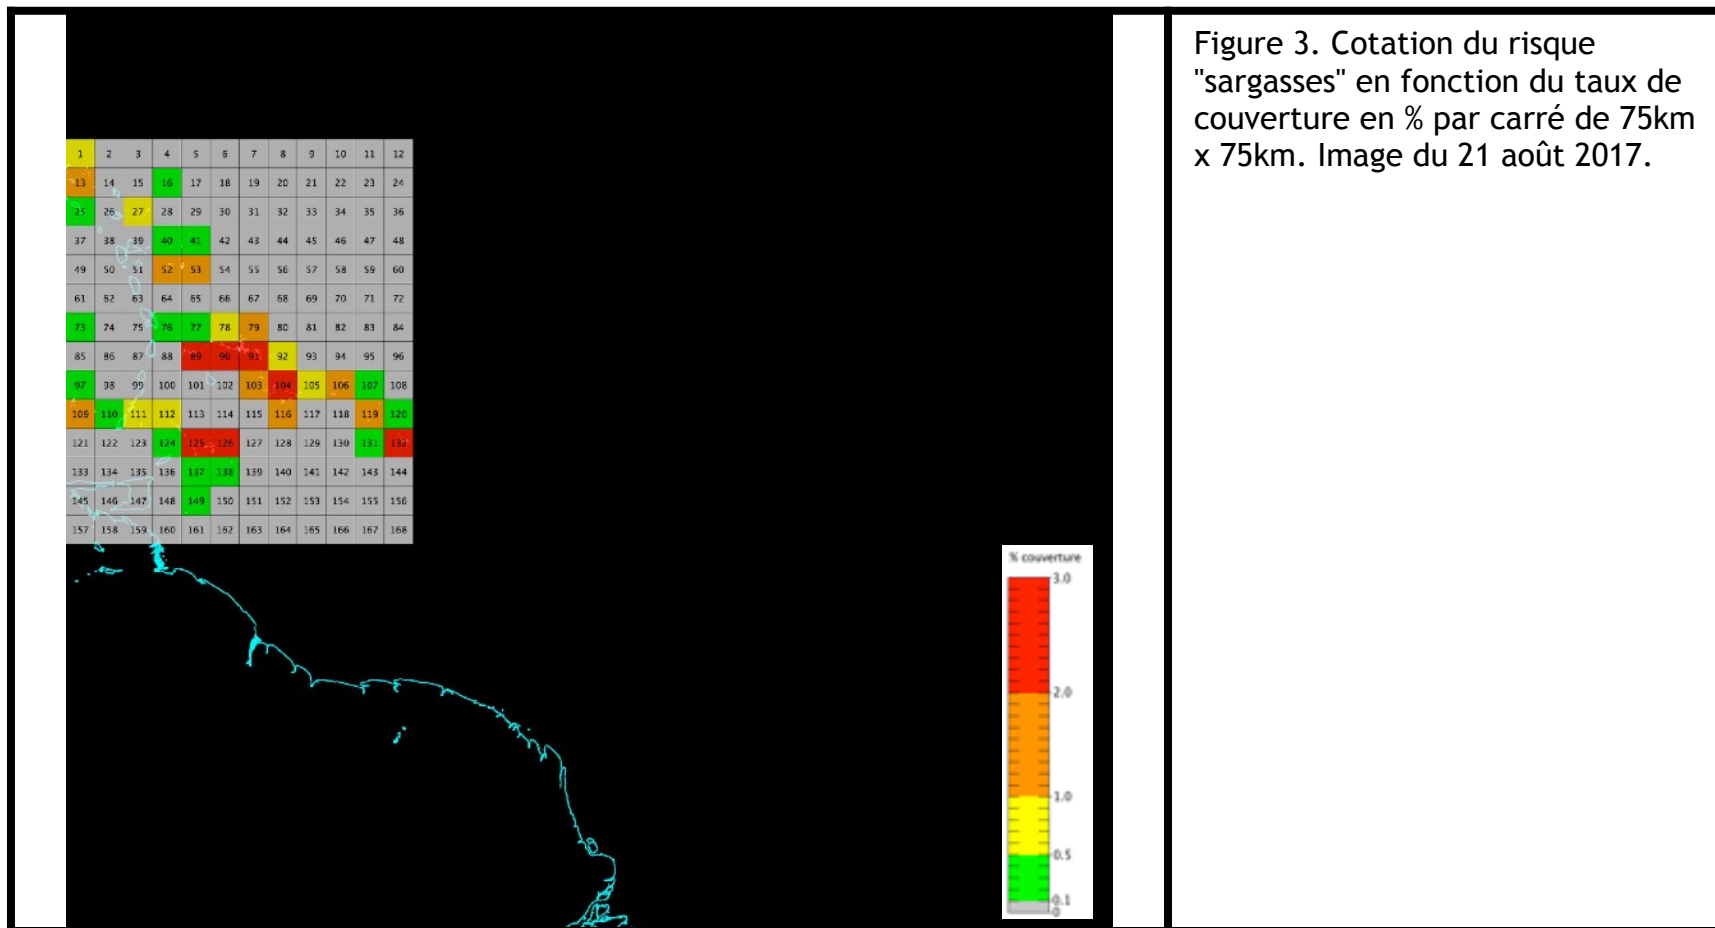 Figure 3. Cotation du risque
"sargasses" en fonction du taux de
couverture en % par carré de 75km
x 75km. Image du 21 août 2017.
1 2 3 4 5 6 7 8 9 10 11 12
13 14 15 16 17 18 19 20 21 22 23 24
25 26 27 28 29 30 31 32 33 34 35 36
37 38 39 40 41 42 43 44 45 46 47 48
49 50 51 52 53 54 55 56 57 58 59 60
61 62 63 64 65 66 67 68 69 70 71 72
73 74 75 76 77 78 79 80 81 82 83 84
85 86 87 88 89 90 91 92 93 94 95 96
97 98 99 100 101 102 103 104 105 106 107 108
109 110 111 112 113 114 115 116 117 118 119 120
121 122 123 124 125 126 127 128 129 130 131 132
133 134 135 136 137 138 139 140 141 142 143 144
145 146 147 148 149 150 151 152 153 154 155 156
157 158 159 160 161 162 163 164 165 166 167 168
% couverture
3.0
2.0
1.0
0.5
0.1
0